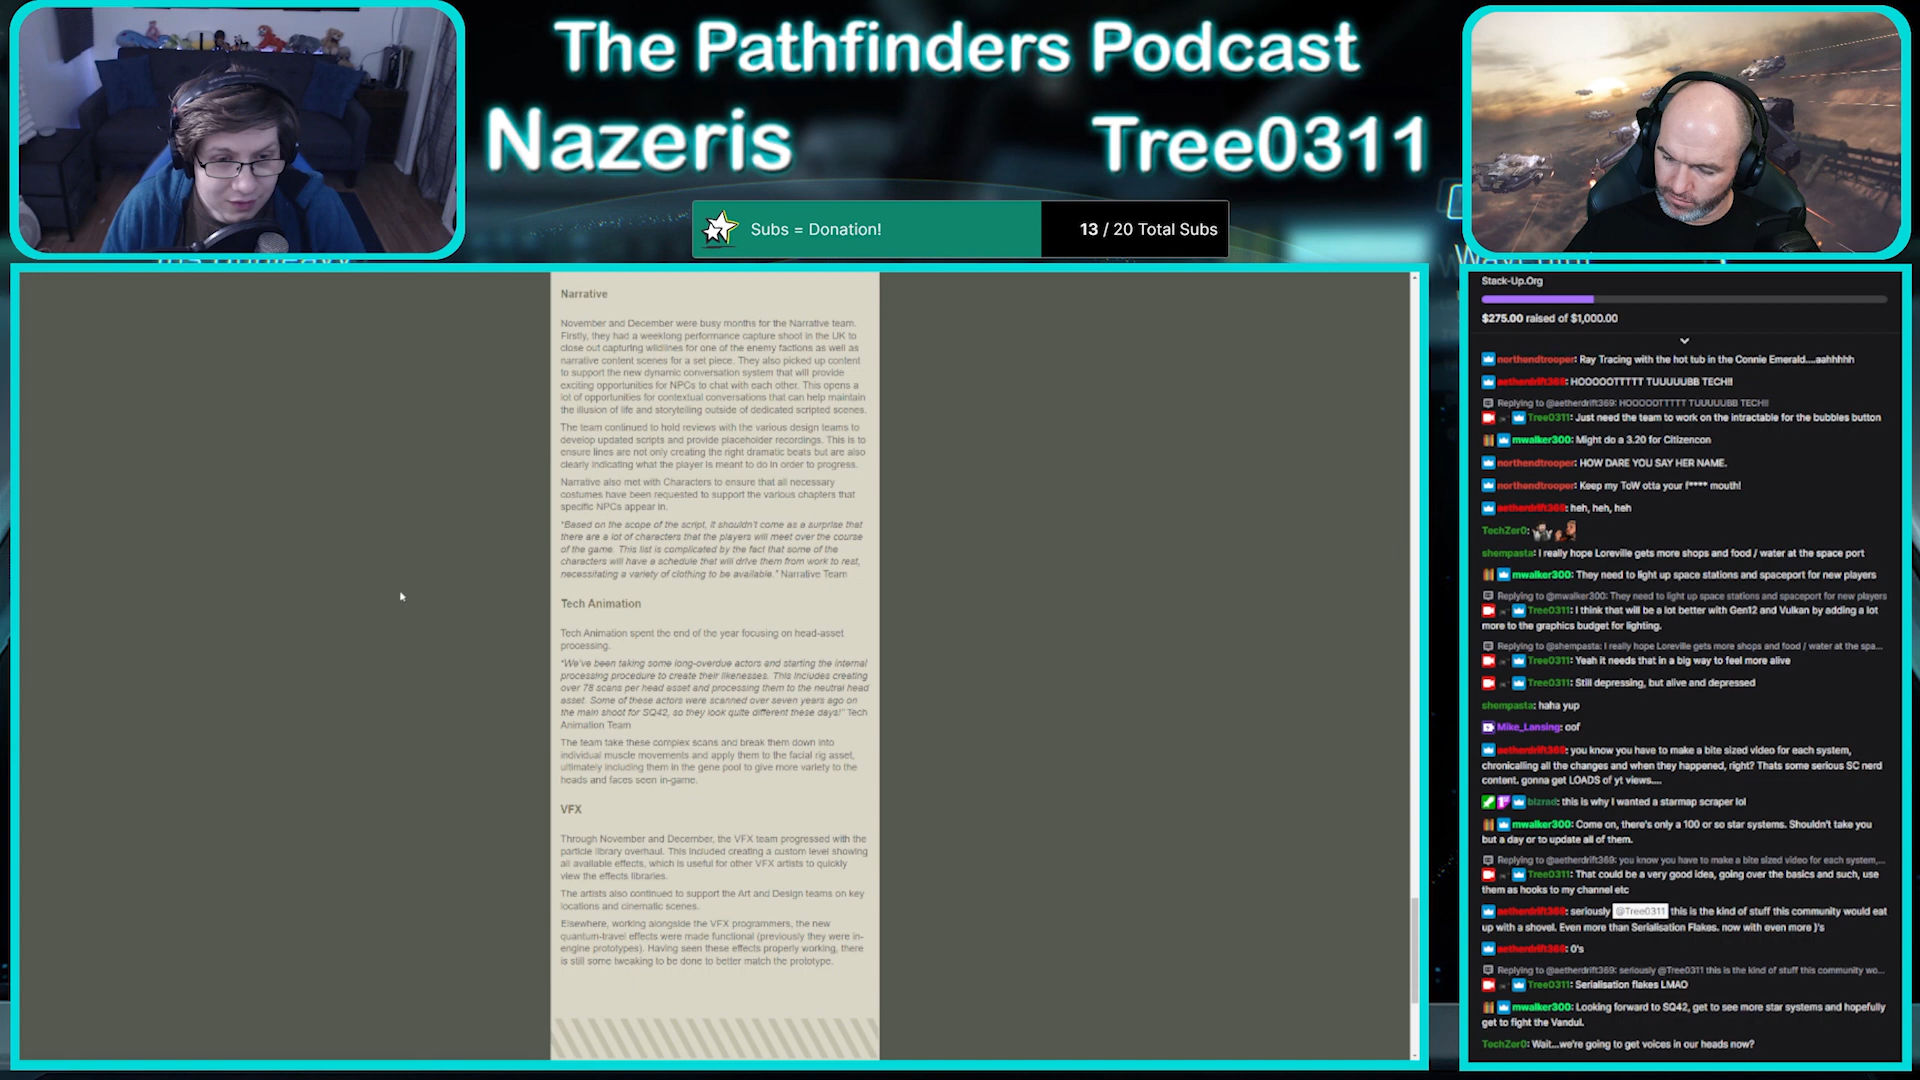 The Pathfinders Podcast
Nazeris
Tree0311
Subs = Donation!
13 / 20 Total Subs
Narrative
November and December were busy months for the Narrative team.
Firstly, they had a weeklong performance capture shoot in the UK to
close out capturing wildlines for one of the enemy factions as well as
narrative content scenes for a set piece. They also picked up content
to support the new dynamic conversation system that will provide
exciting opportunities for NPCs to chat with each other. This opens a
lot of opportunities for contextual conversations that can help maintain
the illusion of life and storytelling outside of dedicated scripted scenes.
The team continued to hold reviews with the various design teams to
develop updated scripts and provide placeholder recordings. This is to
ensure lines are not only creating the right dramatic beats but are also
clearly indicating what the player is meant to do in order to progress.
Narrative also met with Characters to ensure that all necessary
costumes have been requested to support the various chapters that
specific NPCs appear in.
"Based on the scope of the script, it shouldn't come as a surprise that
there are a lot of characters that the players will meet over the course
of the game. This list is complicated by the fact that some of the
characters will have a schedule that will drive them from work to rest,
necessitating a variety of clothing to be available." Narrative Team
Tech Animation
Tech Animation spent the end of the year focusing on head-asset
processing.
"We've been taking some long-overdue actors and starting the internal
processing procedure to create their likenesses. This includes creating
over 78 scans per head asset and processing them to the neutral head
asset. Some of these actors were scanned over seven years ago on
the main shoot for SQ42, so they look quite different these days!" Tech
Animation Team
The team take these complex scans and break them down into
individual muscle movements and apply them to the facial rig asset,
ultimately including them in the gene pool to give more variety to the
heads and faces seen in-game.
VFX
Through November and December, the VFX team progressed with the
particle library overhaul. This included creating a custom level showing
all available effects, which is useful for other VFX artists to quickly
view the effects libraries.
The artists also continued to support the Art and Design teams on key
locations and cinematic scenes.
Elsewhere, working alongside the VFX programmers, the new
quantum-travel effects were made functional (previously they were in-
engine prototypes). Having seen these effects properly working, there
is still some tweaking to be done to better match the prototype.
Stack-Up.Org
$275.00 raised of $1,000.00
northendtrooper: Ray Tracing with the hot tub in the Connie Emerald....aahhhhh
aetherdrift369: HOOOOOTTTTT TUUUUUBB TECH!!
Replying to @aetherdrift369: HOOOOOTTTTT TUUUUUBB TECH!!
Tree0311: Just need the team to work on the intractable for the bubbles button
mwalker300: Might do a 3.20 for Citizencon
northendtrooper: HOW DARE YOU SAY HER NAME.
northendtrooper: Keep my ToW otta your f**** mouth!
aetherdrift369: heh, heh, heh
TechZer0:
shempasta: I really hope Loreville gets more shops and food / water at the space port
mwalker300: They need to light up space stations and spaceport for new players
Replying to @mwalker300: They need to light up space stations and spaceport for new players
Tree0311: I think that will be a lot better with Gen12 and Vulkan by adding a lot
more to the graphics budget for lighting.
Replying to @shempasta: I really hope Loreville gets more shops and food / water at the spa...
Tree0311: Yeah it needs that in a big way to feel more alive
Tree0311: Still depressing, but alive and depressed
shempasta: haha yup
Mike_Lansing: oof
aetherdrift369: you know you have to make a bite sized video for each system,
chronicalling all the changes and when they happened, right? Thats some serious SC nerd
content. gonna get LOADS of yt views....
bizrad: this is why I wanted a starmap scraper lol
mwalker300: Come on, there's only a 100 or so star systems. Shouldn't take you
but a day or to update all of them.
Replying to @aetherdrift369: you know you have to make a bite sized video for each system,...
Tree0311: That could be a very good idea, going over the basics and such, use
them as hooks to my channel etc
aetherdrift369: seriously @Tree0311 this is the kind of stuff this community would eat
up with a shovel. Even more than Serialisation Flakes. now with even more )'s
aetherdrift369: 0's
Replying to @aetherdrift369: seriously @Tree0311 this is the kind of stuff this community wo...
Tree0311: Serialisation flakes LMAO
mwalker300: Looking forward to SQ42, get to see more star systems and hopefully
get to fight the Vandul.
TechZer0: Wait...we're going to get voices in our heads now?